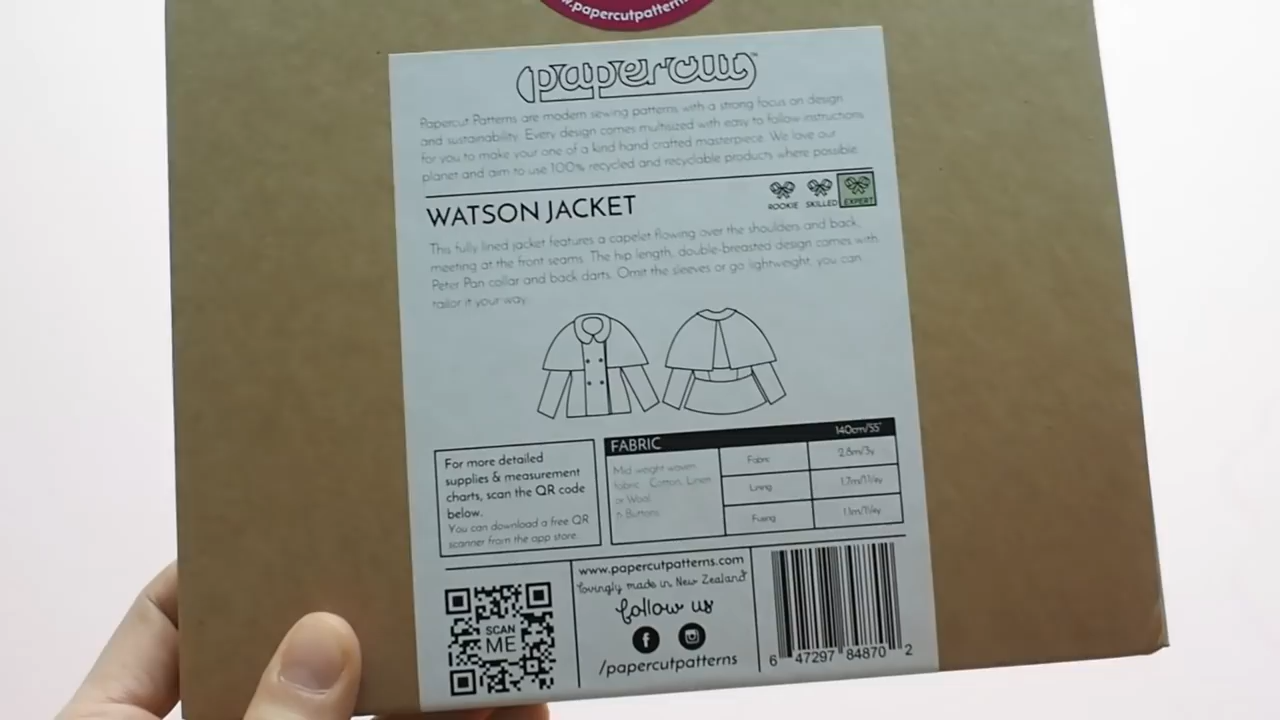 www.papercutpatterns
papercut™
Papercut Patterns are modern sewing patterns with a strong focus on design
and sustainability. Every design comes multisized with easy to follow instructions
for you to make your one of a kind hand crafted masterpiece. We love our
planet and aim to use 100% recycled and recyclable products where possible.
WATSON JACKET
ROOKIE SKILLED EXPERT
This fully lined jacket features a capelet flowing over the shoulders and back,
meeting at the front seams. The hip length, double-breasted design comes with
Peter Pan collar and back darts. Omit the sleeves or go lightweight, you can
tailor it your way.
For more detailed
supplies & measurement
charts, scan the QR code
below.
You can download a free QR
scanner from the app store.
FABRIC 140cm/55"
Mid weight woven
fabric. Cotton, Linen
or Wool.
Buttons.
Fabric 2.8m/3y
Lining 1.7m
Fusing 1.1m
SCAN
ME
www.papercutpatterns.com
lovingly made in New Zealand
follow us
/papercutpatterns
6 47297 84870 2